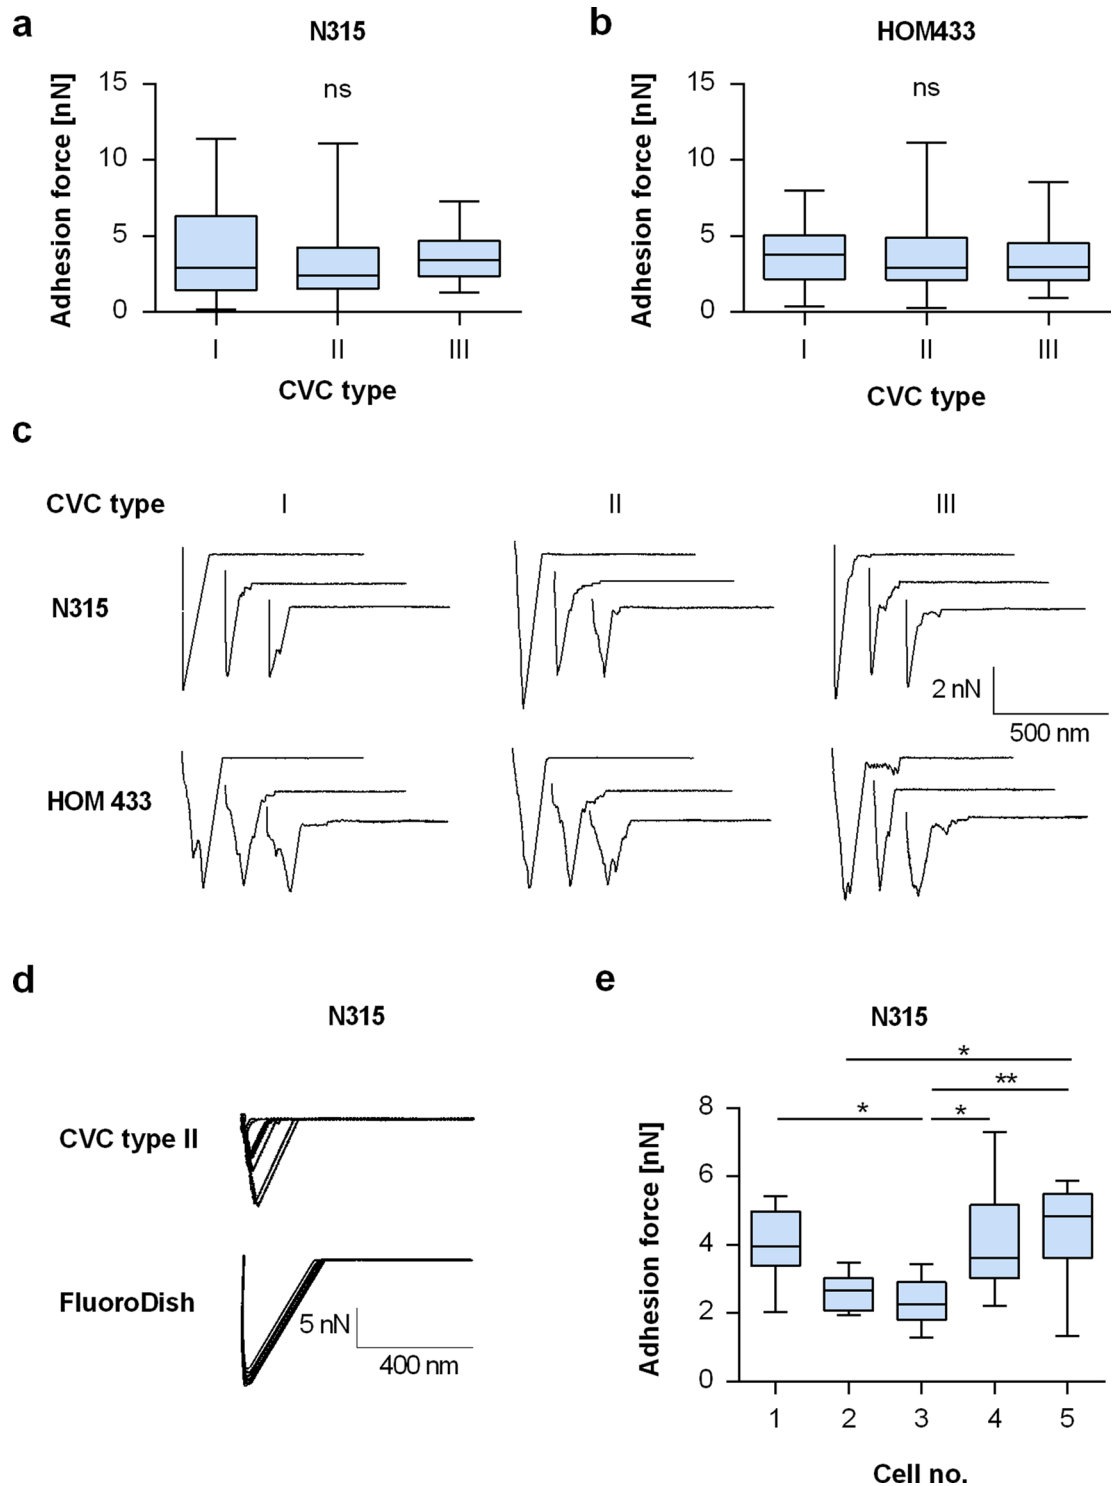 a
N315
Adhesion force [nN]
15
10
5
0
ns
I II III
CVC type
b
HOM433
Adhesion force [nN]
15
10
5
0
ns
I II III
CVC type
c
CVC type I II III
N315
2 nN
500 nm
HOM 433
d
N315
CVC type II
FluoroDish
5 nN
400 nm
e
N315
*
**
* *
Adhesion force [nN]
8
6
4
2
0
1 2 3 4 5
Cell no.